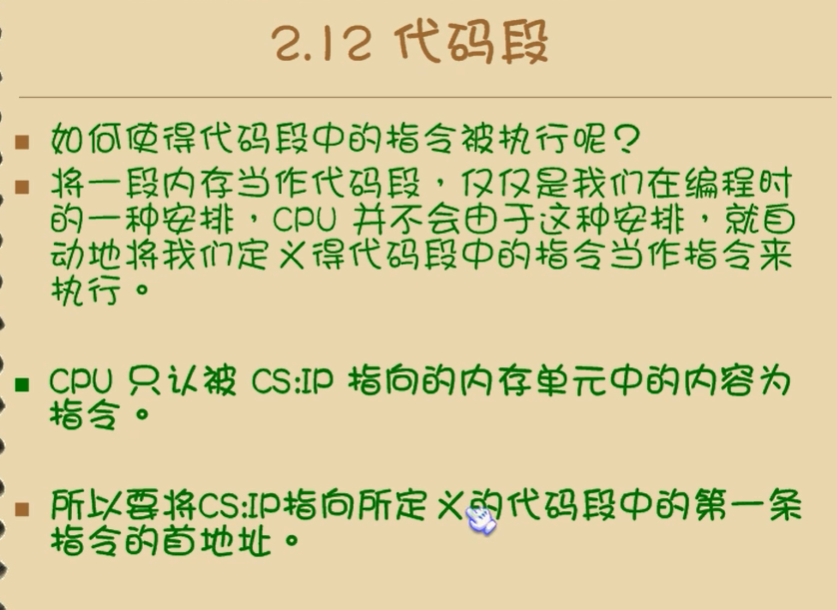 2.12 代码段
如何使得代码段中的指令被执行呢？
将一段内存当作代码段，仅仅是我们在编程时
的一种安排，CPU 并不会由于这种安排，就自
动地将我们定义得代码段中的指令当作指令来
执行。
CPU 只认被 CS:IP 指向的内存单元中的内容为
指令。
所以要将CS:IP指向所定义的代码段中的第一条
指令的首地址。